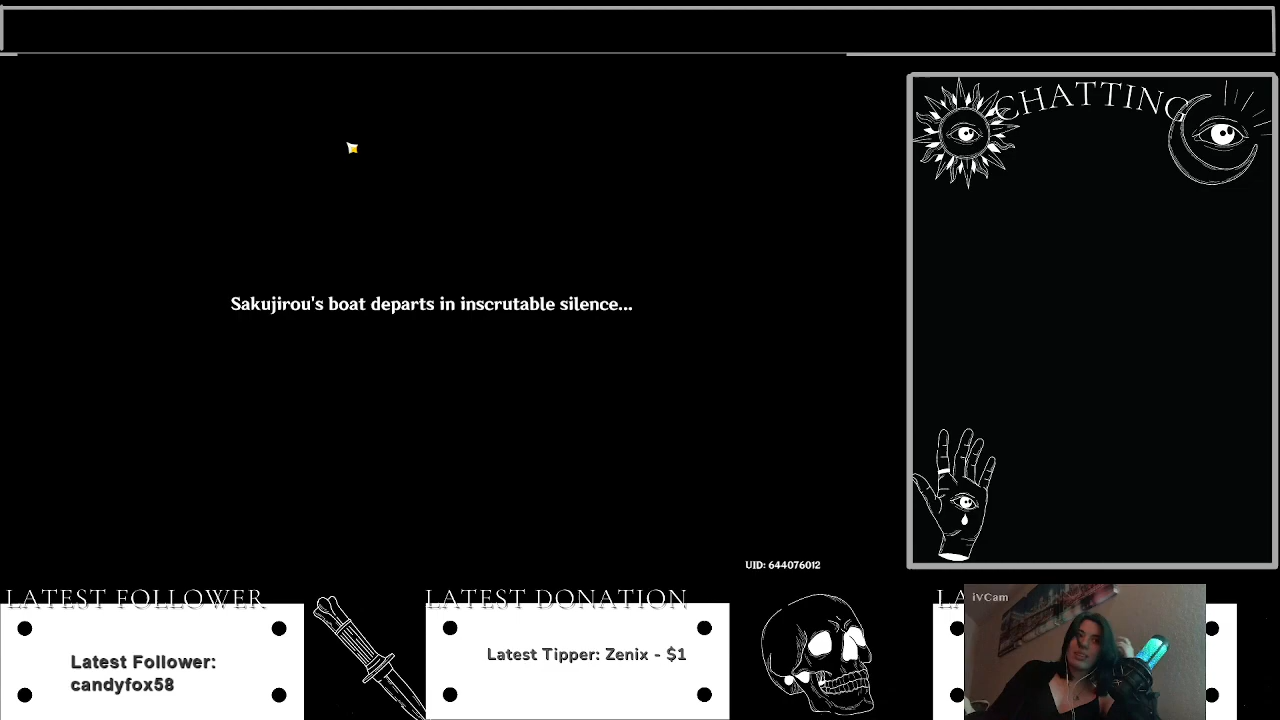 CHATTING
Sakujirou's boat departs in inscrutable silence...
UID: 644076012
LATEST FOLLOWER
Latest Follower:
candyfox58
LATEST DONATION
Latest Tipper: Zenix - $1
LA
iVCam